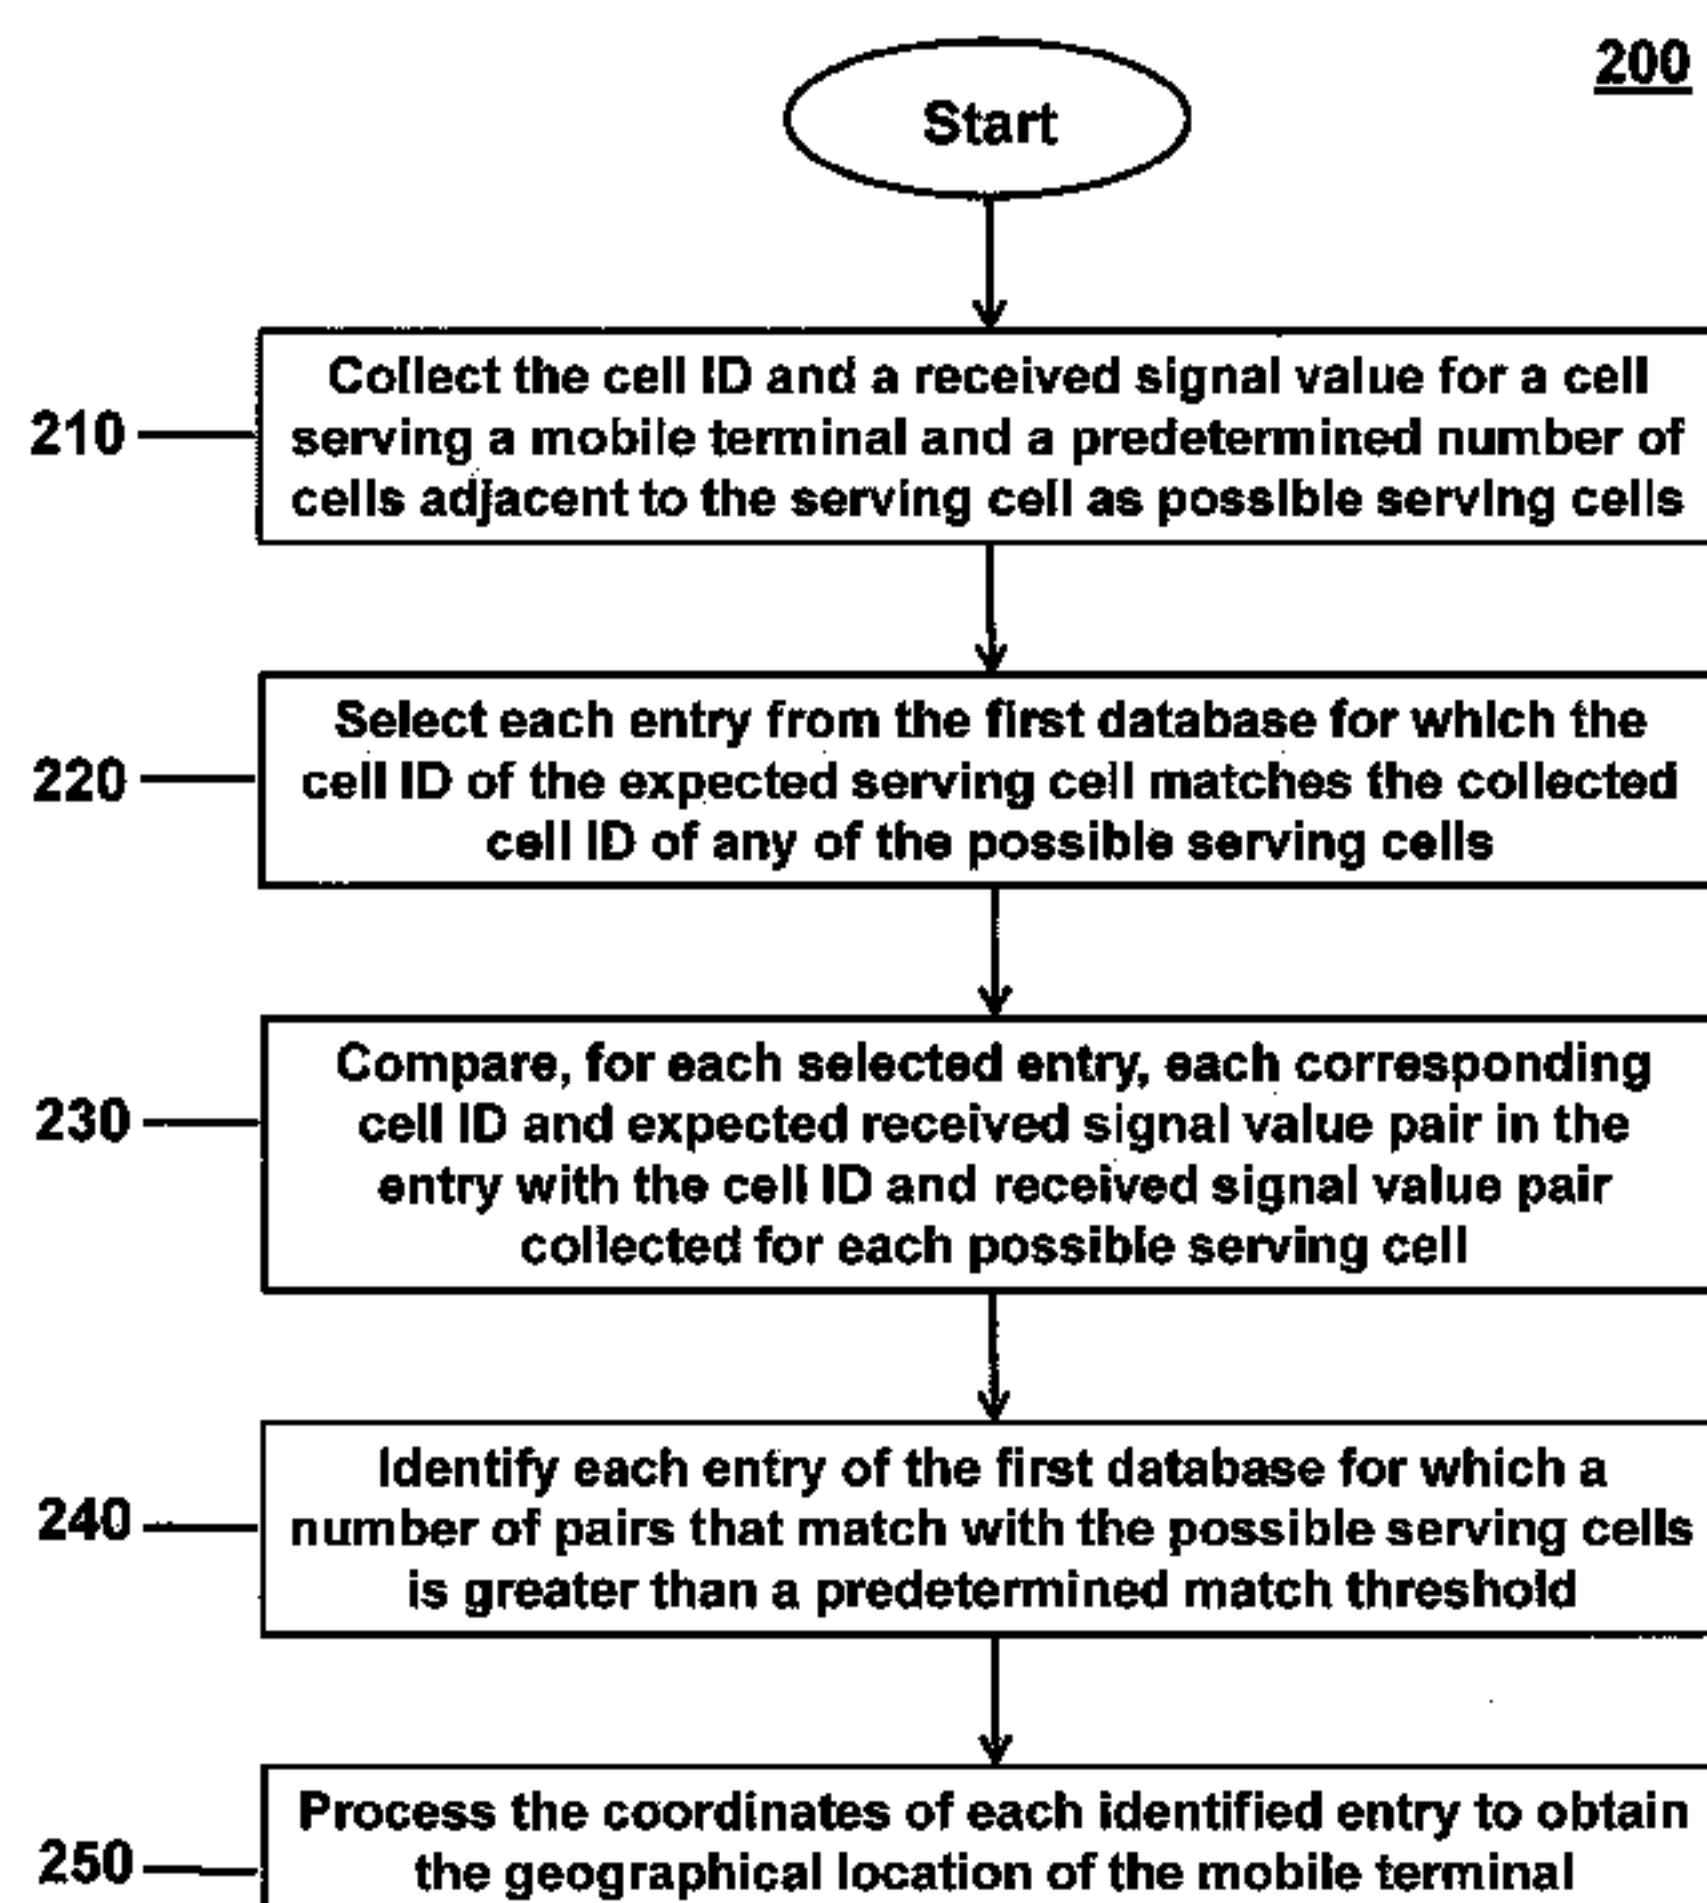 200
Start
Collect the cell ID and a received signal value for a cell
210
serving a mobile terminal and a predetermined number of
cells adjacent to the serving cell as possible serving cells
Select each entry from the first database for which the
220
cell ID of the expected serving cell matches the collected
cell ID of any of the possible serving cells
Compare, for each selected entry, each corresponding
230
cell ID and expected received signal value pair in the
entry with the cell ID and received signal value pair
collected for each possible serving cell
Identify each entry of the first database for which a
240
number of pairs that match with the possible serving cells
is greater than a predetermined match threshold
Process the coordinates of each identified entry to obtain
250
the geographical location of the mobile terminal